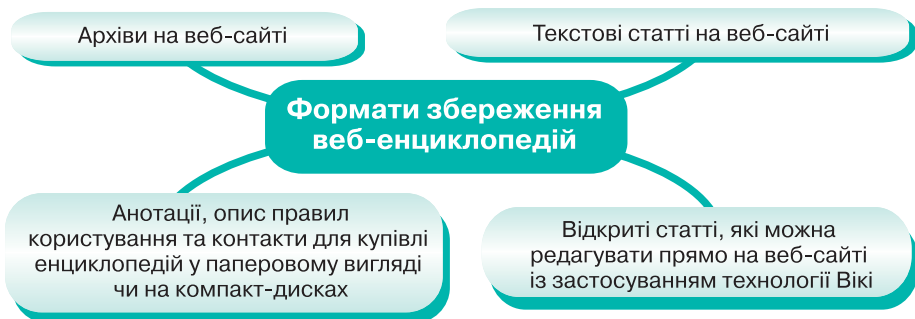 Архіви на веб-сайті
Текстові статті на веб-сайті
Формати збереження
веб-енциклопедій
Анотації, опис правил
користування та контакти для купівлі
енциклопедій у паперовому вигляді
чи на компакт-дисках
Відкриті статті, які можна
редагувати прямо на веб-сайті
із застосуванням технології Вікі